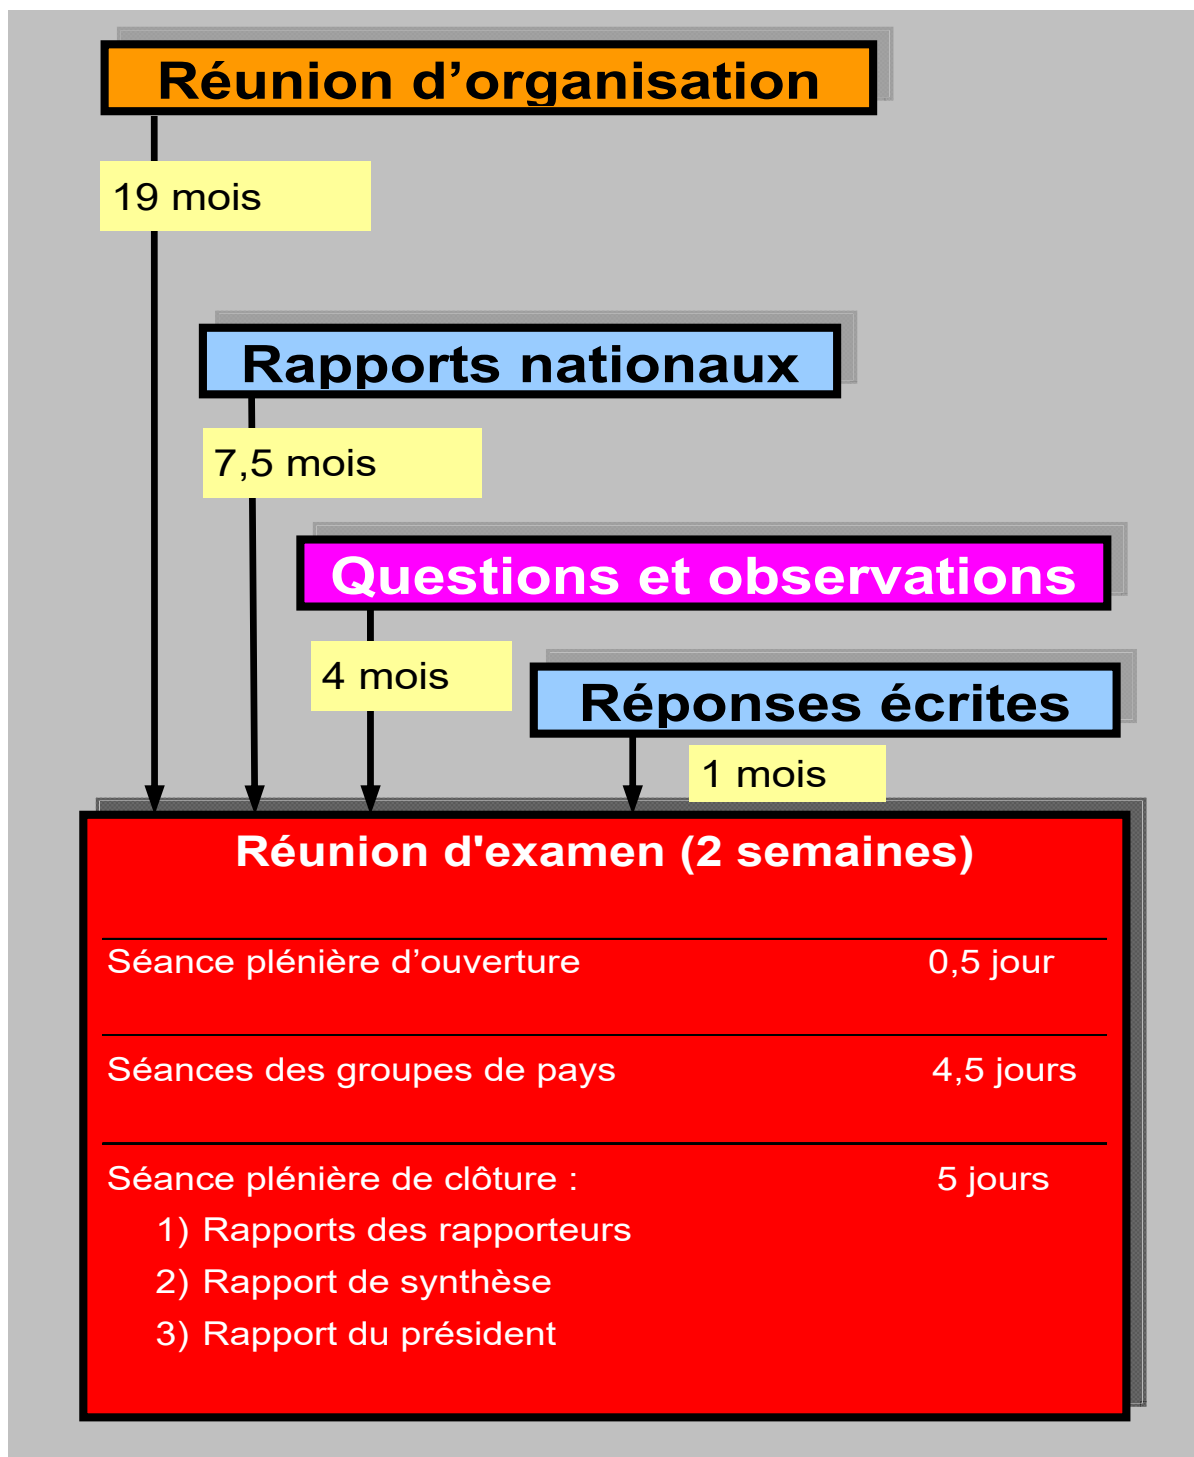 Réunion d’organisation
19 mois
Rapports nationaux
7,5 mois
Questions et observations
4 mois
Réponses écrites
1 mois
Réunion d'examen (2 semaines)
Séance plénière d’ouverture 0,5 jour
Séances des groupes de pays 4,5 jours
Séance plénière de clôture : 5 jours
1) Rapports des rapporteurs
2) Rapport de synthèse
3) Rapport du président